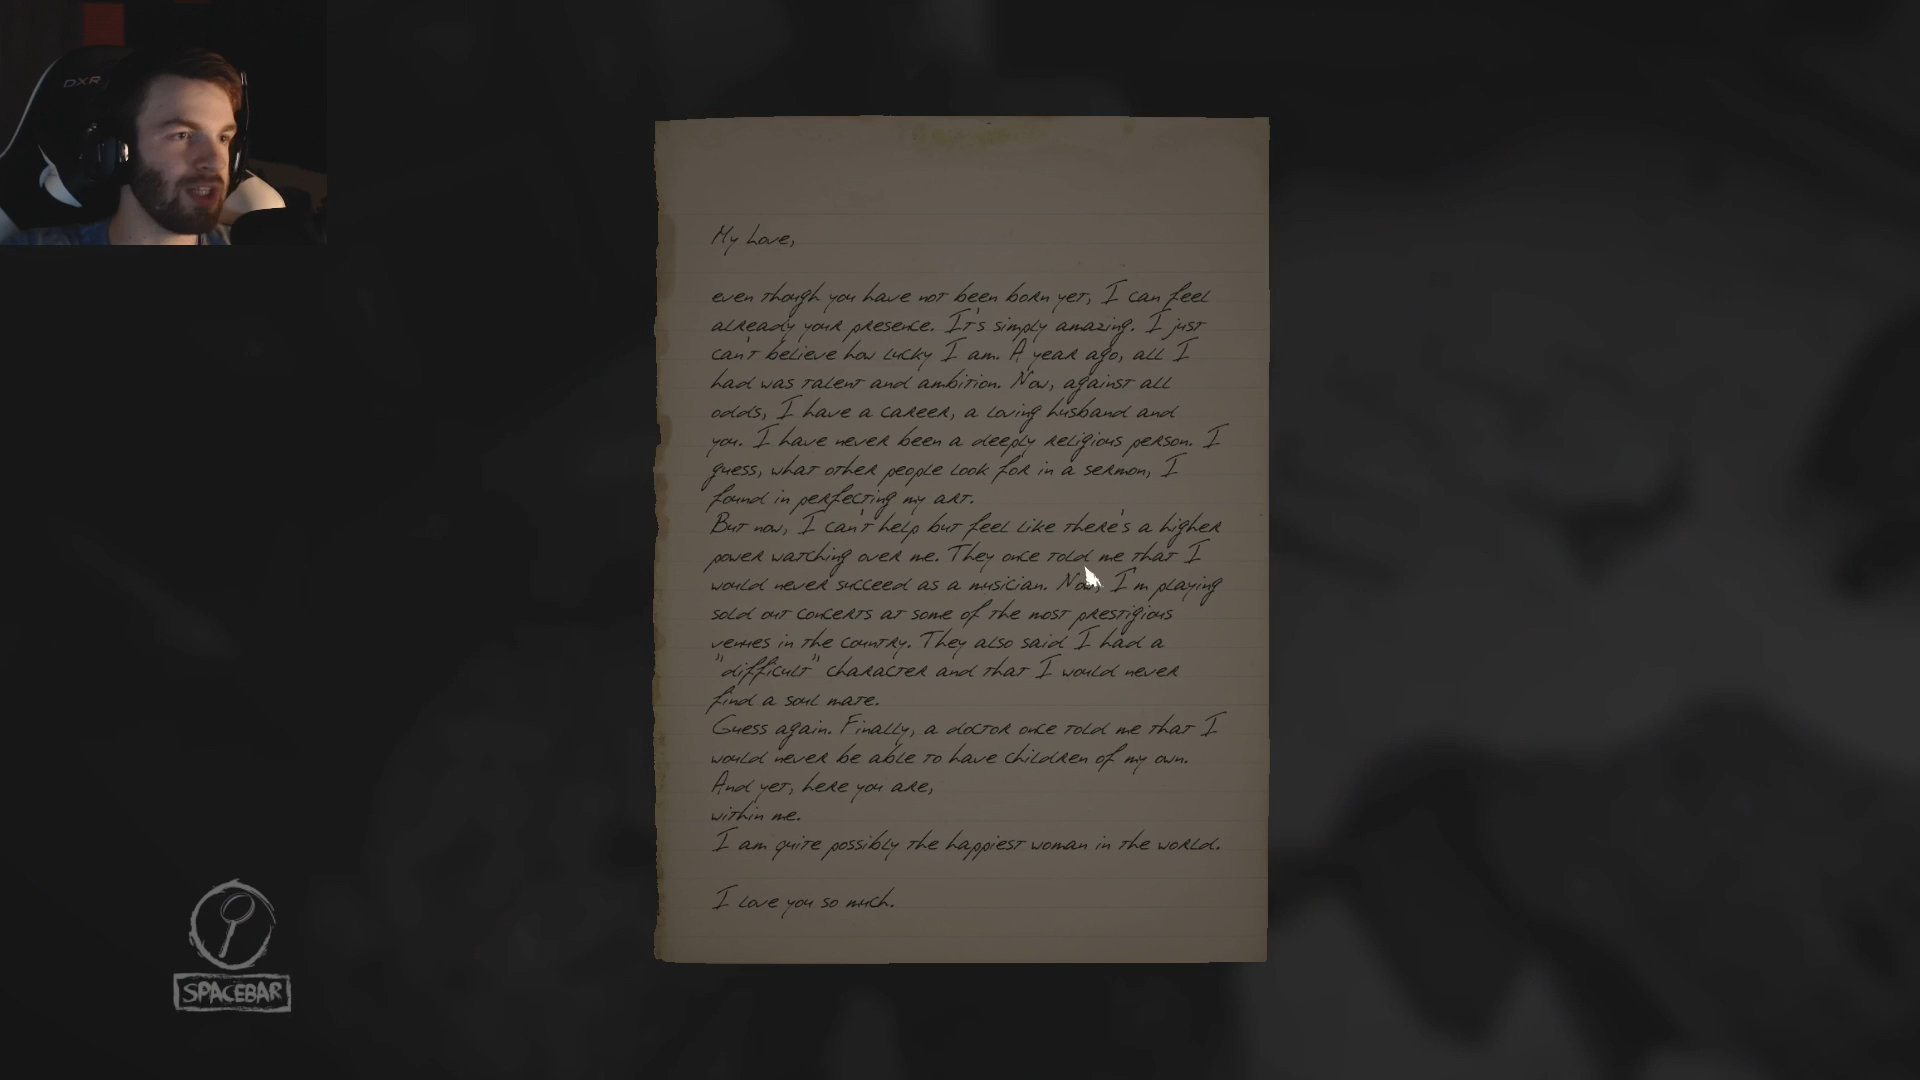 DXR
My Love,
even though you have not been born yet, I can feel
already your presence. It's simply amazing. I just
can't believe how lucky I am. A year ago, all I
had was talent and ambition. Now, against all
odds, I have a career, a loving husband and
you. I have never been a deeply religious person. I
guess, what other people look for in a sermon, I
found in perfecting my art.
But now, I can't help but feel like there's a higher
power watching over me. They once told me that I
would never succeed as a musician. Now, I'm playing
sold out concerts at some of the most prestigious
venues in the country. They also said I had a
"difficult" character and that I would never
find a soul mate.
Guess again. Finally, a doctor once told me that I
would never be able to have children of my own.
And yet, here you are,
within me.
I am quite possibly the happiest woman in the world.
I love you so much.
SPACEBAR